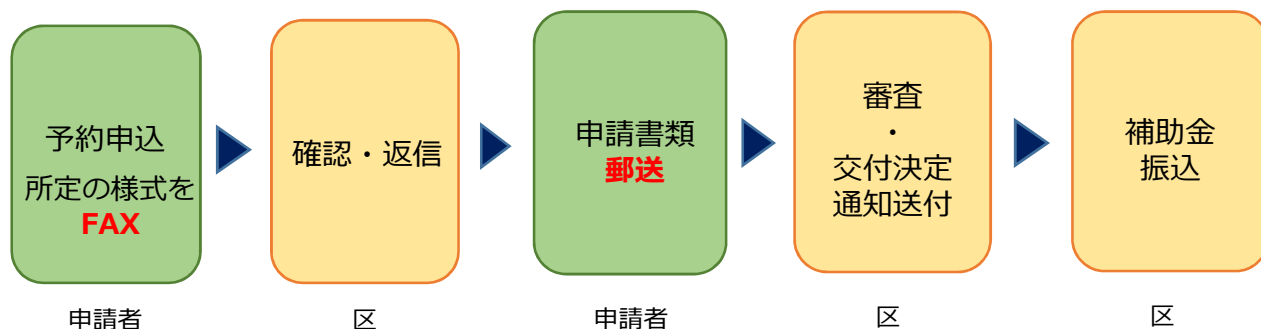 予約申込
所定の様式を
FAX
確認・返信
申請書類
郵送
審査
・
交付決定
通知送付
補助金
振込
申請者
区
申請者
区
区